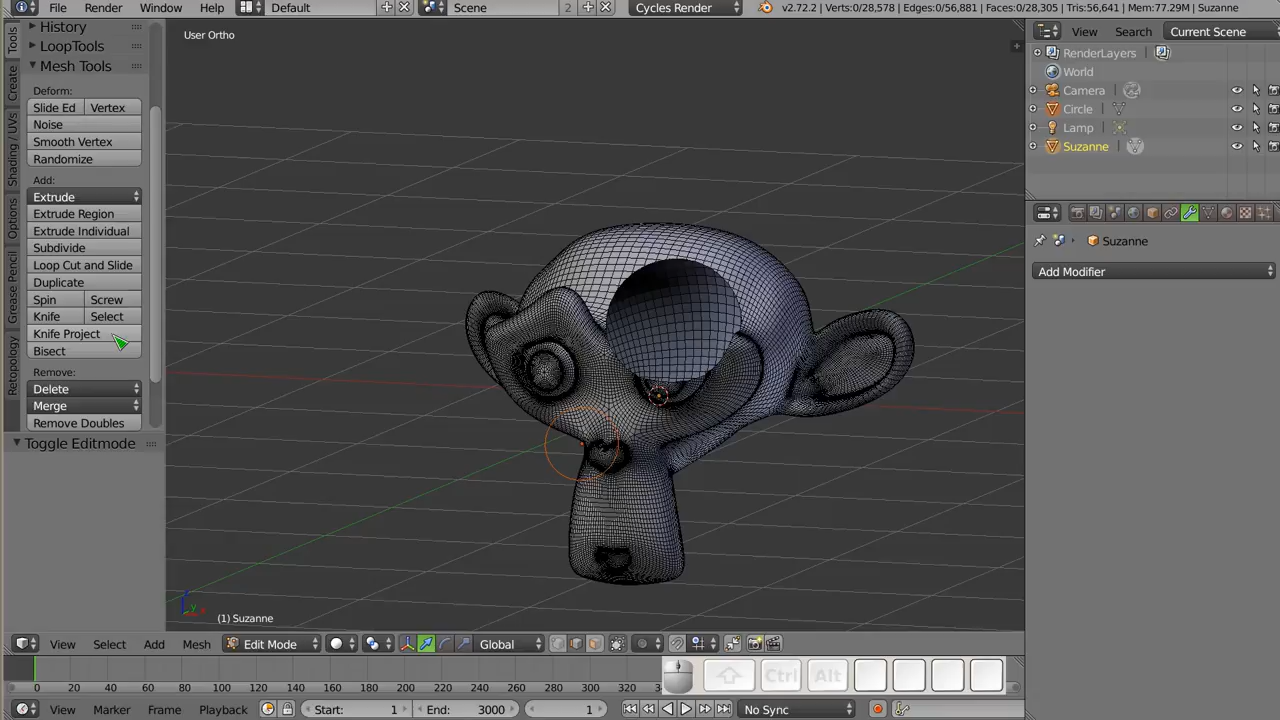 File Render Window Help Default Scene 2 Cycles Render v2.72.2 | Verts:0/28,578 | Edges:0/56,881 | Faces:0/28,305 | Tris:56,641 | Mem:77.29M | Suzanne
Tools
Create
Shading / UVs
Options
Grease Pencil
Retopology
History
LoopTools
Mesh Tools
Deform:
Slide Ed Vertex
Noise
Smooth Vertex
Randomize
Add:
Extrude
Extrude Region
Extrude Individual
Subdivide
Loop Cut and Slide
Duplicate
Spin Screw
Knife Select
Knife Project
Bisect
Remove:
Delete
Merge
Remove Doubles
Toggle Editmode
User Ortho
(1) Suzanne
View Search Current Scene
RenderLayers
World
Camera
Circle
Lamp
Suzanne
Suzanne
Add Modifier
View Select Add Mesh Edit Mode Global
Ctrl Alt
0 20 40 60 80 100 120 140 160 180 200 220 240 260 280 300 320
View Marker Frame Playback Start: 1 End: 3000 1 No Sync